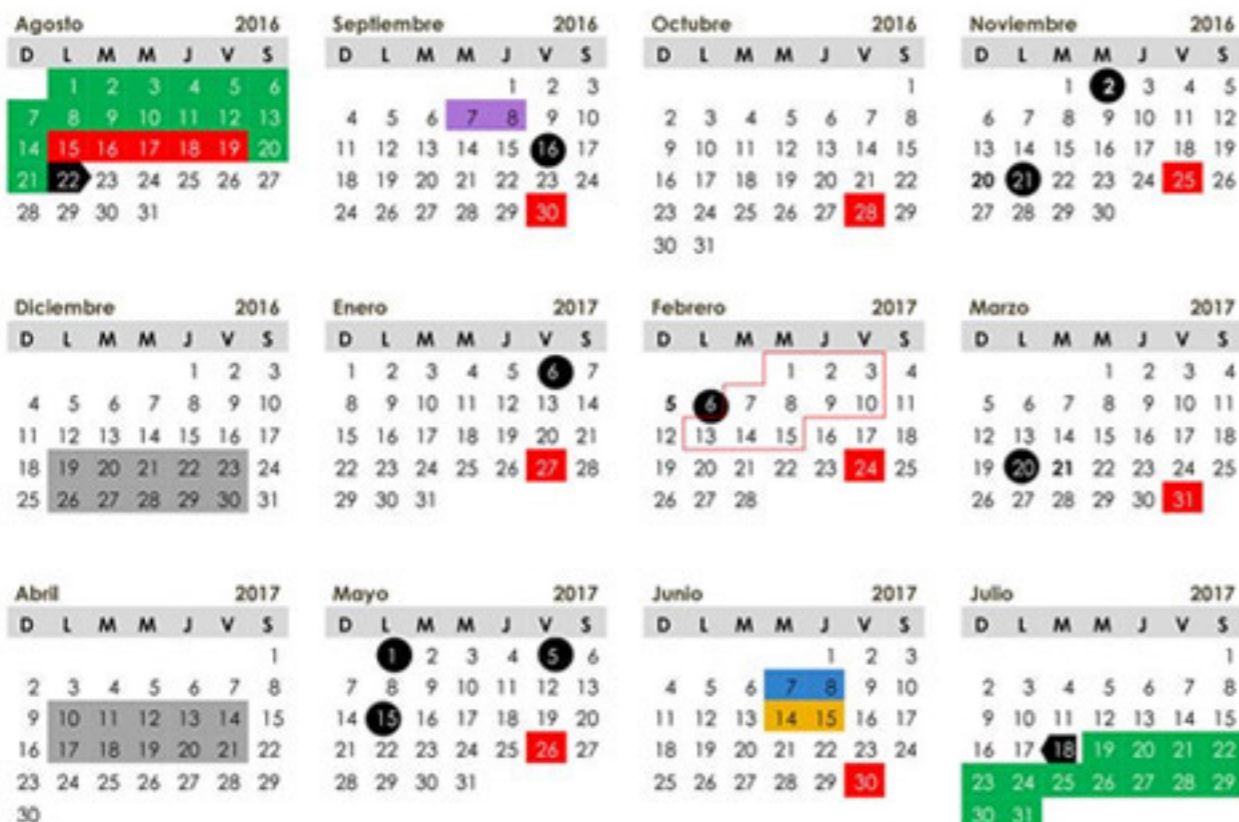 Agosto 2016
D L M M J V S
1 2 3 4 5 6
7 8 9 10 11 12 13
14 15 16 17 18 19 20
21 22 23 24 25 26 27
28 29 30 31
Septiembre 2016
D L M M J V S
1 2 3
4 5 6 7 8 9 10
11 12 13 14 15 16 17
18 19 20 21 22 23 24
24 26 27 28 29 30
Octubre 2016
D L M M J V S
1
2 3 4 5 6 7 8
9 10 11 12 13 14 15
16 17 18 19 20 21 22
23 24 25 26 27 28 29
30 31
Noviembre 2016
D L M M J V S
1 2 3 4 5
6 7 8 9 10 11 12
13 14 15 16 17 18 19
20 21 22 23 24 25 26
27 28 29 30
Diciembre 2016
D L M M J V S
1 2 3
4 5 6 7 8 9 10
11 12 13 14 15 16 17
18 19 20 21 22 23 24
25 26 27 28 29 30 31
Enero 2017
D L M M J V S
1 2 3 4 5 6 7
8 9 10 11 12 13 14
15 16 17 18 19 20 21
22 23 24 25 26 27 28
29 30 31
Febrero 2017
D L M M J V S
1 2 3 4
5 6 7 8 9 10 11
12 13 14 15 16 17 18
19 20 21 22 23 24 25
26 27 28
Marzo 2017
D L M M J V S
1 2 3 4
5 6 7 8 9 10 11
12 13 14 15 16 17 18
19 20 21 22 23 24 25
26 27 28 29 30 31
Abril 2017
D L M M J V S
1
2 3 4 5 6 7 8
9 10 11 12 13 14 15
16 17 18 19 20 21 22
23 24 25 26 27 28 29
30
Mayo 2017
D L M M J V S
1 2 3 4 5 6
7 8 9 10 11 12 13
14 15 16 17 18 19 20
21 22 23 24 25 26 27
28 29 30 31
Junio 2017
D L M M J V S
1 2 3
4 5 6 7 8 9 10
11 12 13 14 15 16 17
18 19 20 21 22 23 24
25 26 27 28 29 30
Julio 2017
D L M M J V S
1
2 3 4 5 6 7 8
9 10 11 12 13 14 15
16 17 18 19 20 21 22
23 24 25 26 27 28 29
30 31